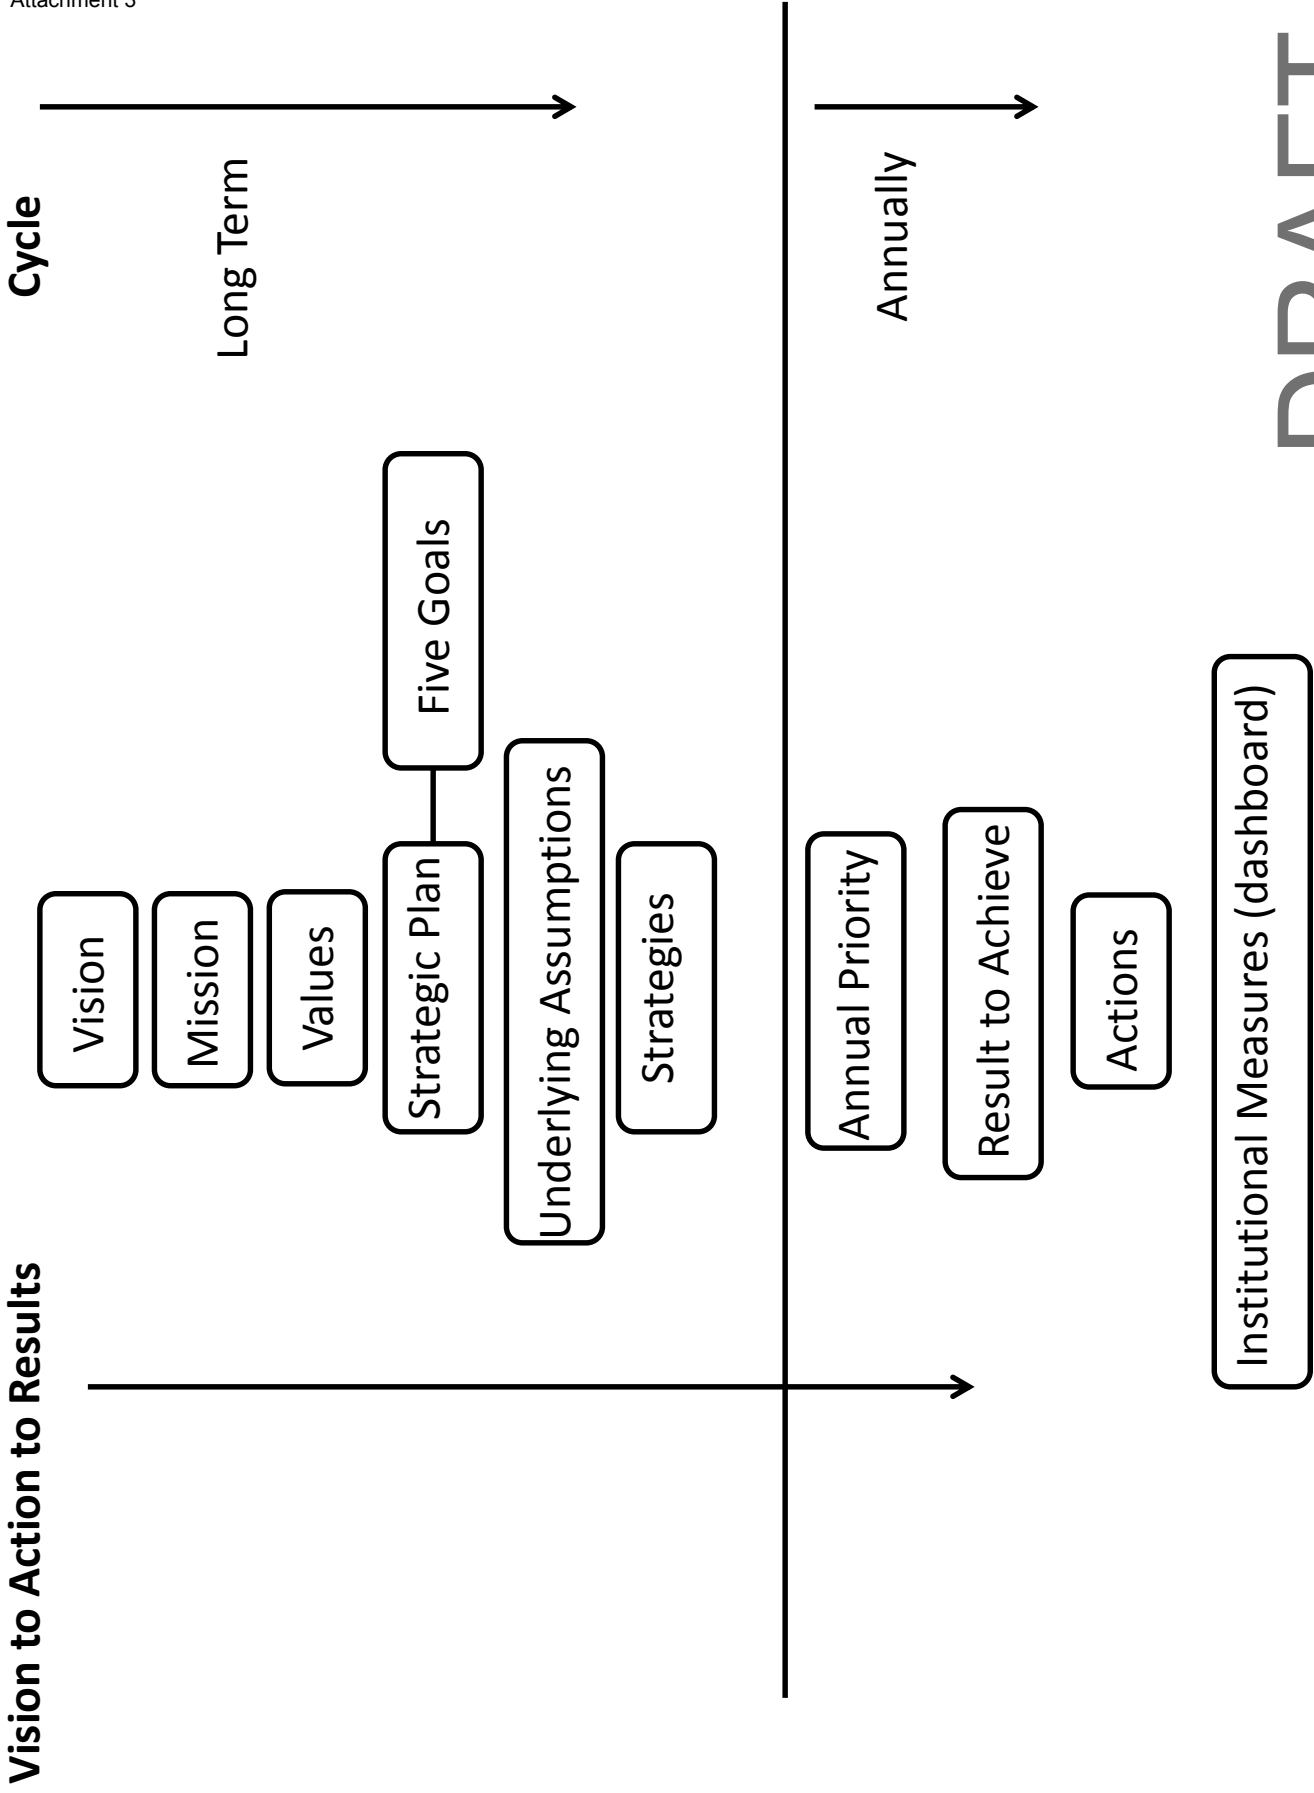 Attachment 3
Vision to Action to Results
Cycle
Vision
Mission
Values
Strategic Plan
Five Goals
Underlying Assumptions
Strategies
Long Term
Annual Priority
Result to Achieve
Actions
Institutional Measures (dashboard)
Annually
DRAFT